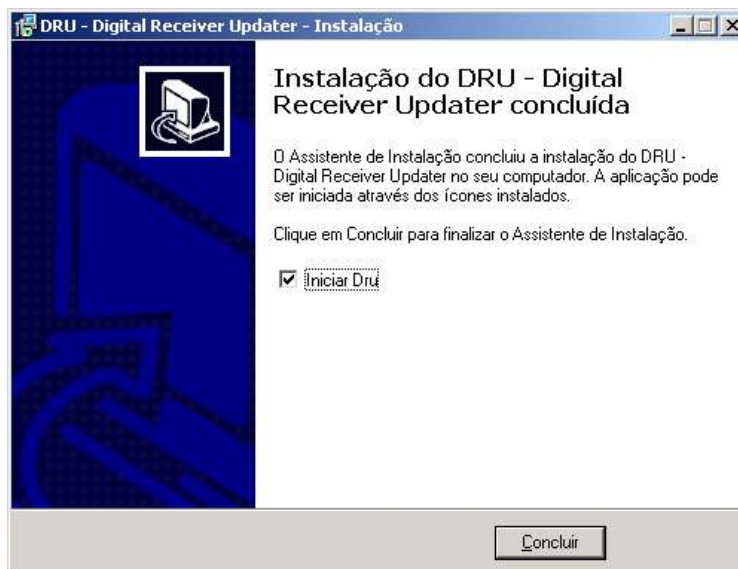 DRU - Digital Receiver Updater - Instalação
Instalação do DRU - Digital
Receiver Updater concluída
O Assistente de Instalação concluiu a instalação do DRU -
Digital Receiver Updater no seu computador. A aplicação pode
ser iniciada através dos ícones instalados.
Clique em Concluir para finalizar o Assistente de Instalação.
Iniciar Dru
Concluir